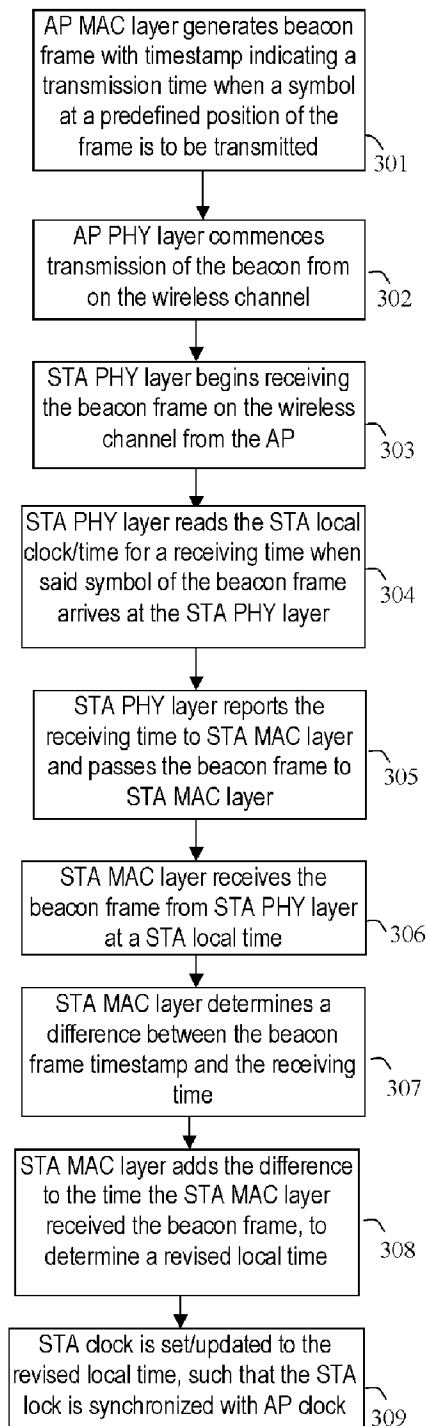 AP MAC layer generates beacon
frame with timestamp indicating a
transmission time when a symbol
at a predefined position of the
frame is to be transmitted
301
AP PHY layer commences
transmission of the beacon from
on the wireless channel
302
STA PHY layer begins receiving
the beacon frame on the wireless
channel from the AP
303
STA PHY layer reads the STA local
clock/time for a receiving time when
said symbol of the beacon frame
arrives at the STA PHY layer
304
STA PHY layer reports the
receiving time to STA MAC layer
and passes the beacon frame to
STA MAC layer
305
STA MAC layer receives the
beacon frame from STA PHY layer
at a STA local time
306
STA MAC layer determines a
difference between the beacon
frame timestamp and the receiving
time
307
STA MAC layer adds the difference
to the time the STA MAC layer
received the beacon frame, to
determine a revised local time
308
STA clock is set/updated to the
revised local time, such that the STA
lock is synchronized with AP clock
309